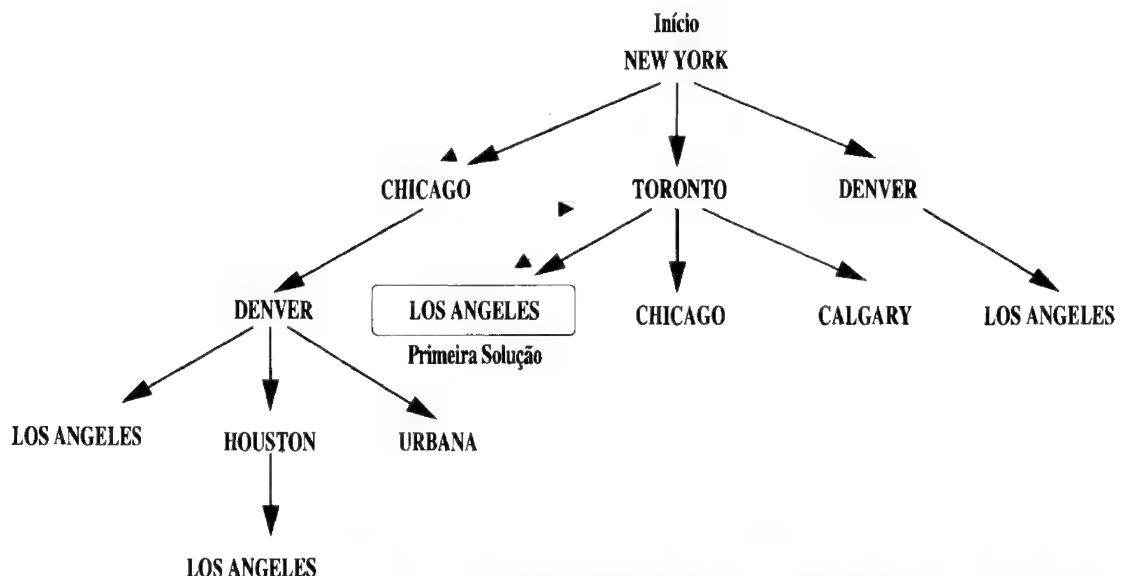 Início
NEW YORK
CHICAGO TORONTO DENVER
DENVER LOS ANGELES CHICAGO CALGARY LOS ANGELES
Primeira Solução
LOS ANGELES HOUSTON URBANA
LOS ANGELES